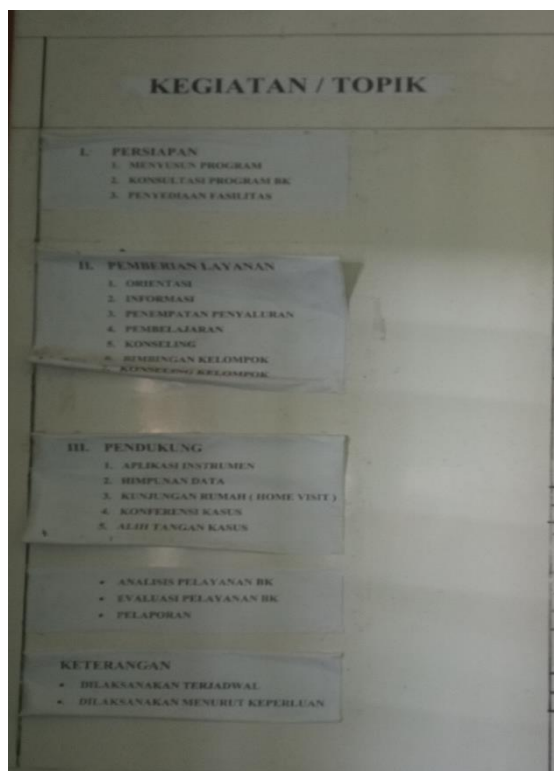 KEGIATAN / TOPIK
I. PERSIAPAN
1. MENYUSUN PROGRAM
2. KONSULTASI PROGRAM BK
3. PENYEDIAAN FASILITAS
II. PEMBERIAN LAYANAN
1. ORIENTASI
2. INFORMASI
3. PENEMPATAN PENYALURAN
4. PEMBELAJARAN
5. KONSELING
6. BIMBINGAN KELOMPOK
KONSELING KELOMPOK
III. PENDUKUNG
1. APLIKASI INSTRUMEN
2. HIMPUNAN DATA
3. KUNJUNGAN RUMAH ( HOME VISIT )
4. KONFERENSI KASUS
5. ALIH TANGAN KASUS
• ANALISIS PELAYANAN BK
• EVALUASI PELAYANAN BK
• PELAPORAN
KETERANGAN
• DILAKSANAKAN TERJADWAL
• DILAKSANAKAN MENURUT KEPERLUAN